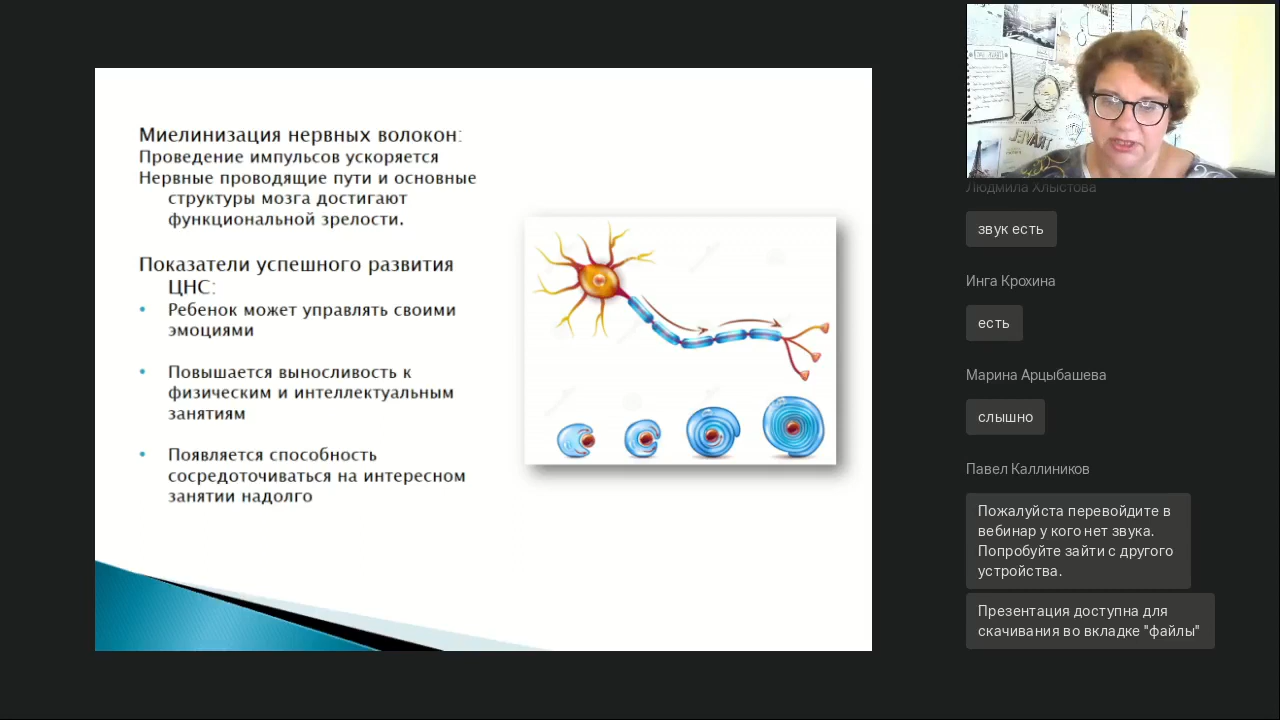 Миелинизация нервных волокон:
Проведение импульсов ускоряется
Нервные проводящие пути и основные
структуры мозга достигают
функциональной зрелости.
Показатели успешного развития
ЦНС:
• Ребенок может управлять своими
эмоциями
• Повышается выносливость к
физическим и интеллектуальным
занятиям
• Появляется способность
сосредоточиваться на интересном
занятии надолго
TRAVEL
Людмила Хлыстова
звук есть
Инга Крохина
есть
Марина Арцыбашева
слышно
Павел Каллиников
Пожалуйста перевойдите в
вебинар у кого нет звука.
Попробуйте зайти с другого
устройства.
Презентация доступна для
скачивания во вкладке "файлы"